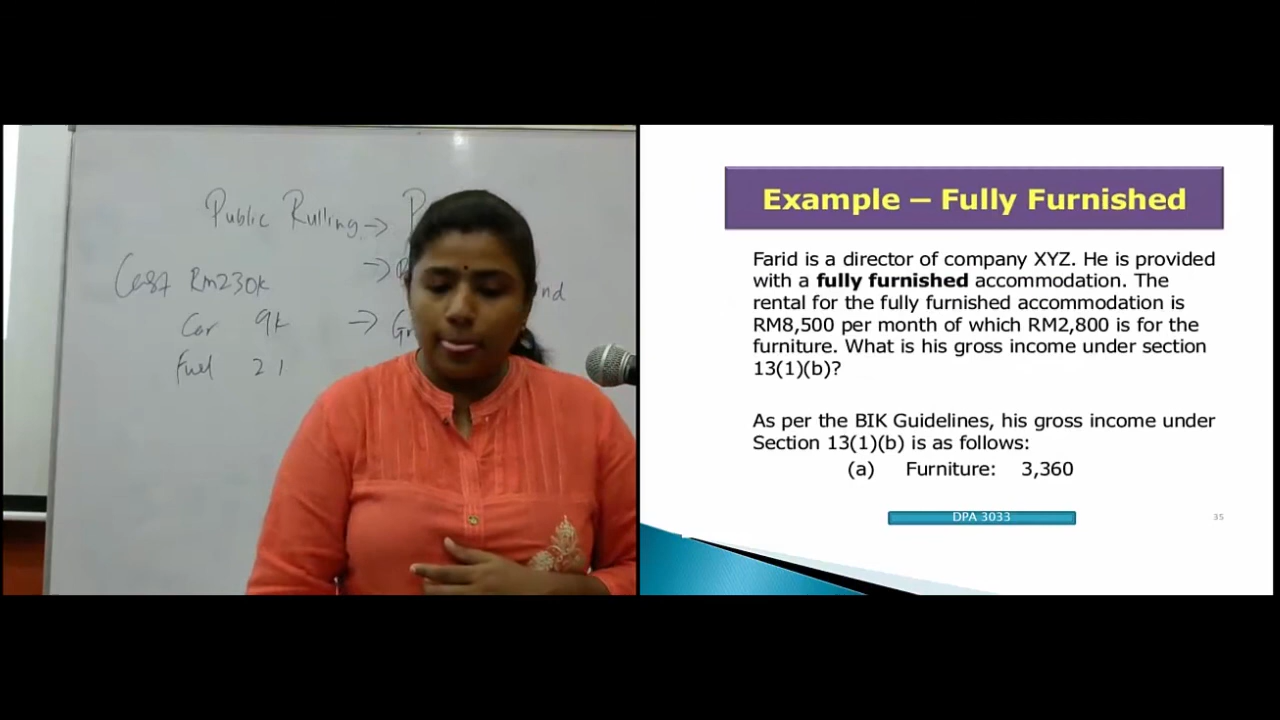 Public Rulling →
Cost Rm230k
→
nd
Car 9k
→ Gr
Fuel 21
Example – Fully Furnished
Farid is a director of company XYZ. He is provided
with a fully furnished accommodation. The
rental for the fully furnished accommodation is
RM8,500 per month of which RM2,800 is for the
furniture. What is his gross income under section
13(1)(b)?
As per the BIK Guidelines, his gross income under
Section 13(1)(b) is as follows:
(a) Furniture: 3,360
DPA 3033
35